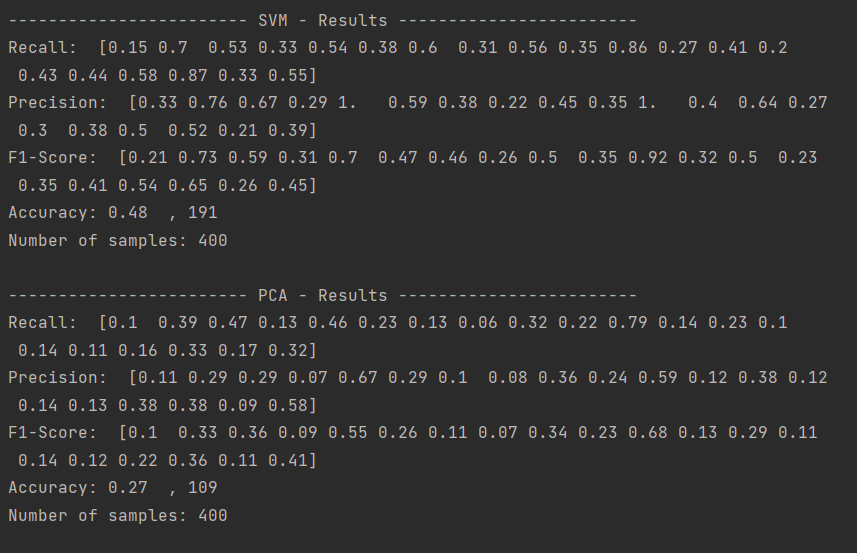 ------------------------ SVM - Results ------------------------
Recall:  [0.15 0.7  0.53 0.33 0.54 0.38 0.6  0.31 0.56 0.35 0.86 0.27 0.41 0.2
 0.43 0.44 0.58 0.87 0.33 0.55]
Precision:  [0.33 0.76 0.67 0.29 1.   0.59 0.38 0.22 0.45 0.35 1.   0.4  0.64 0.27
 0.3  0.38 0.5  0.52 0.21 0.39]
F1-Score:  [0.21 0.73 0.59 0.31 0.7  0.47 0.46 0.26 0.5  0.35 0.92 0.32 0.5  0.23
 0.35 0.41 0.54 0.65 0.26 0.45]
Accuracy: 0.48  , 191
Number of samples: 400
------------------------ PCA - Results ------------------------
Recall:  [0.1  0.39 0.47 0.13 0.46 0.23 0.13 0.06 0.32 0.22 0.79 0.14 0.23 0.1
 0.14 0.11 0.16 0.33 0.17 0.32]
Precision:  [0.11 0.29 0.29 0.07 0.67 0.29 0.1  0.08 0.36 0.24 0.59 0.12 0.38 0.12
 0.14 0.13 0.38 0.38 0.09 0.58]
F1-Score:  [0.1  0.33 0.36 0.09 0.55 0.26 0.11 0.07 0.34 0.23 0.68 0.13 0.29 0.11
 0.14 0.12 0.22 0.36 0.11 0.41]
Accuracy: 0.27  , 109
Number of samples: 400